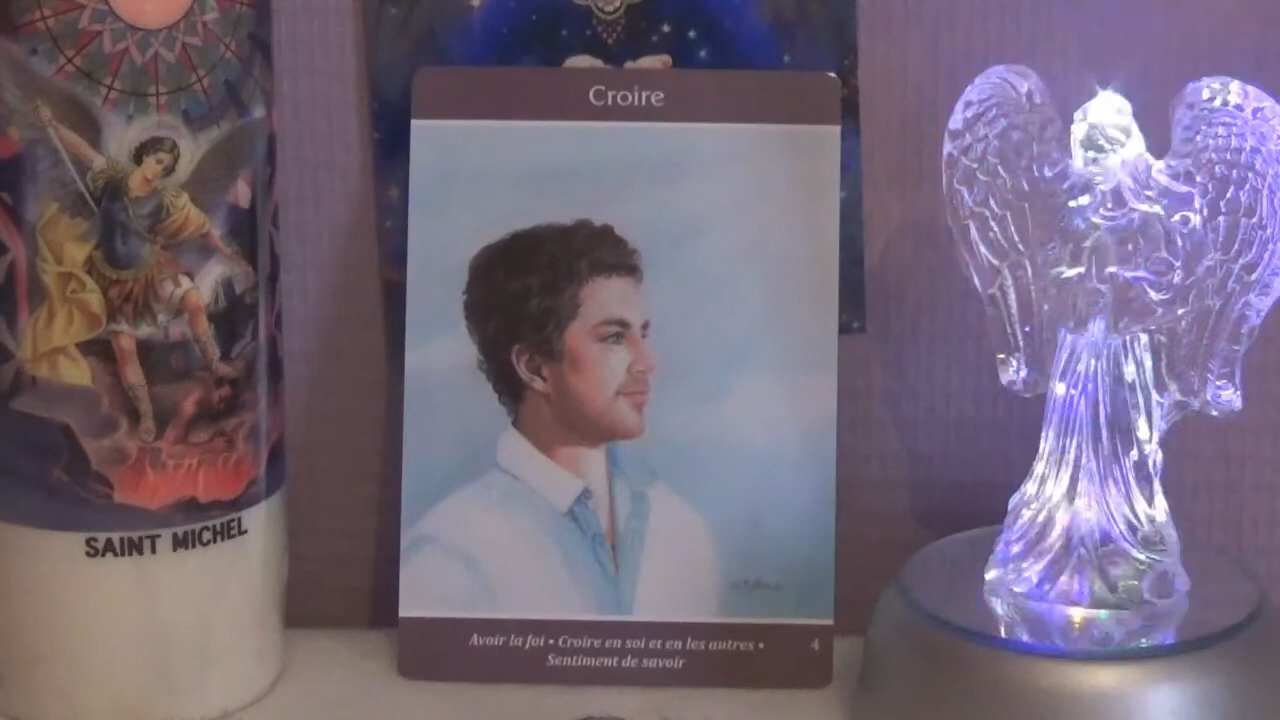 Croire
SAINT MICHEL
Avoir la foi • Croire en soi et en les autres •
Sentiment de savoir
4